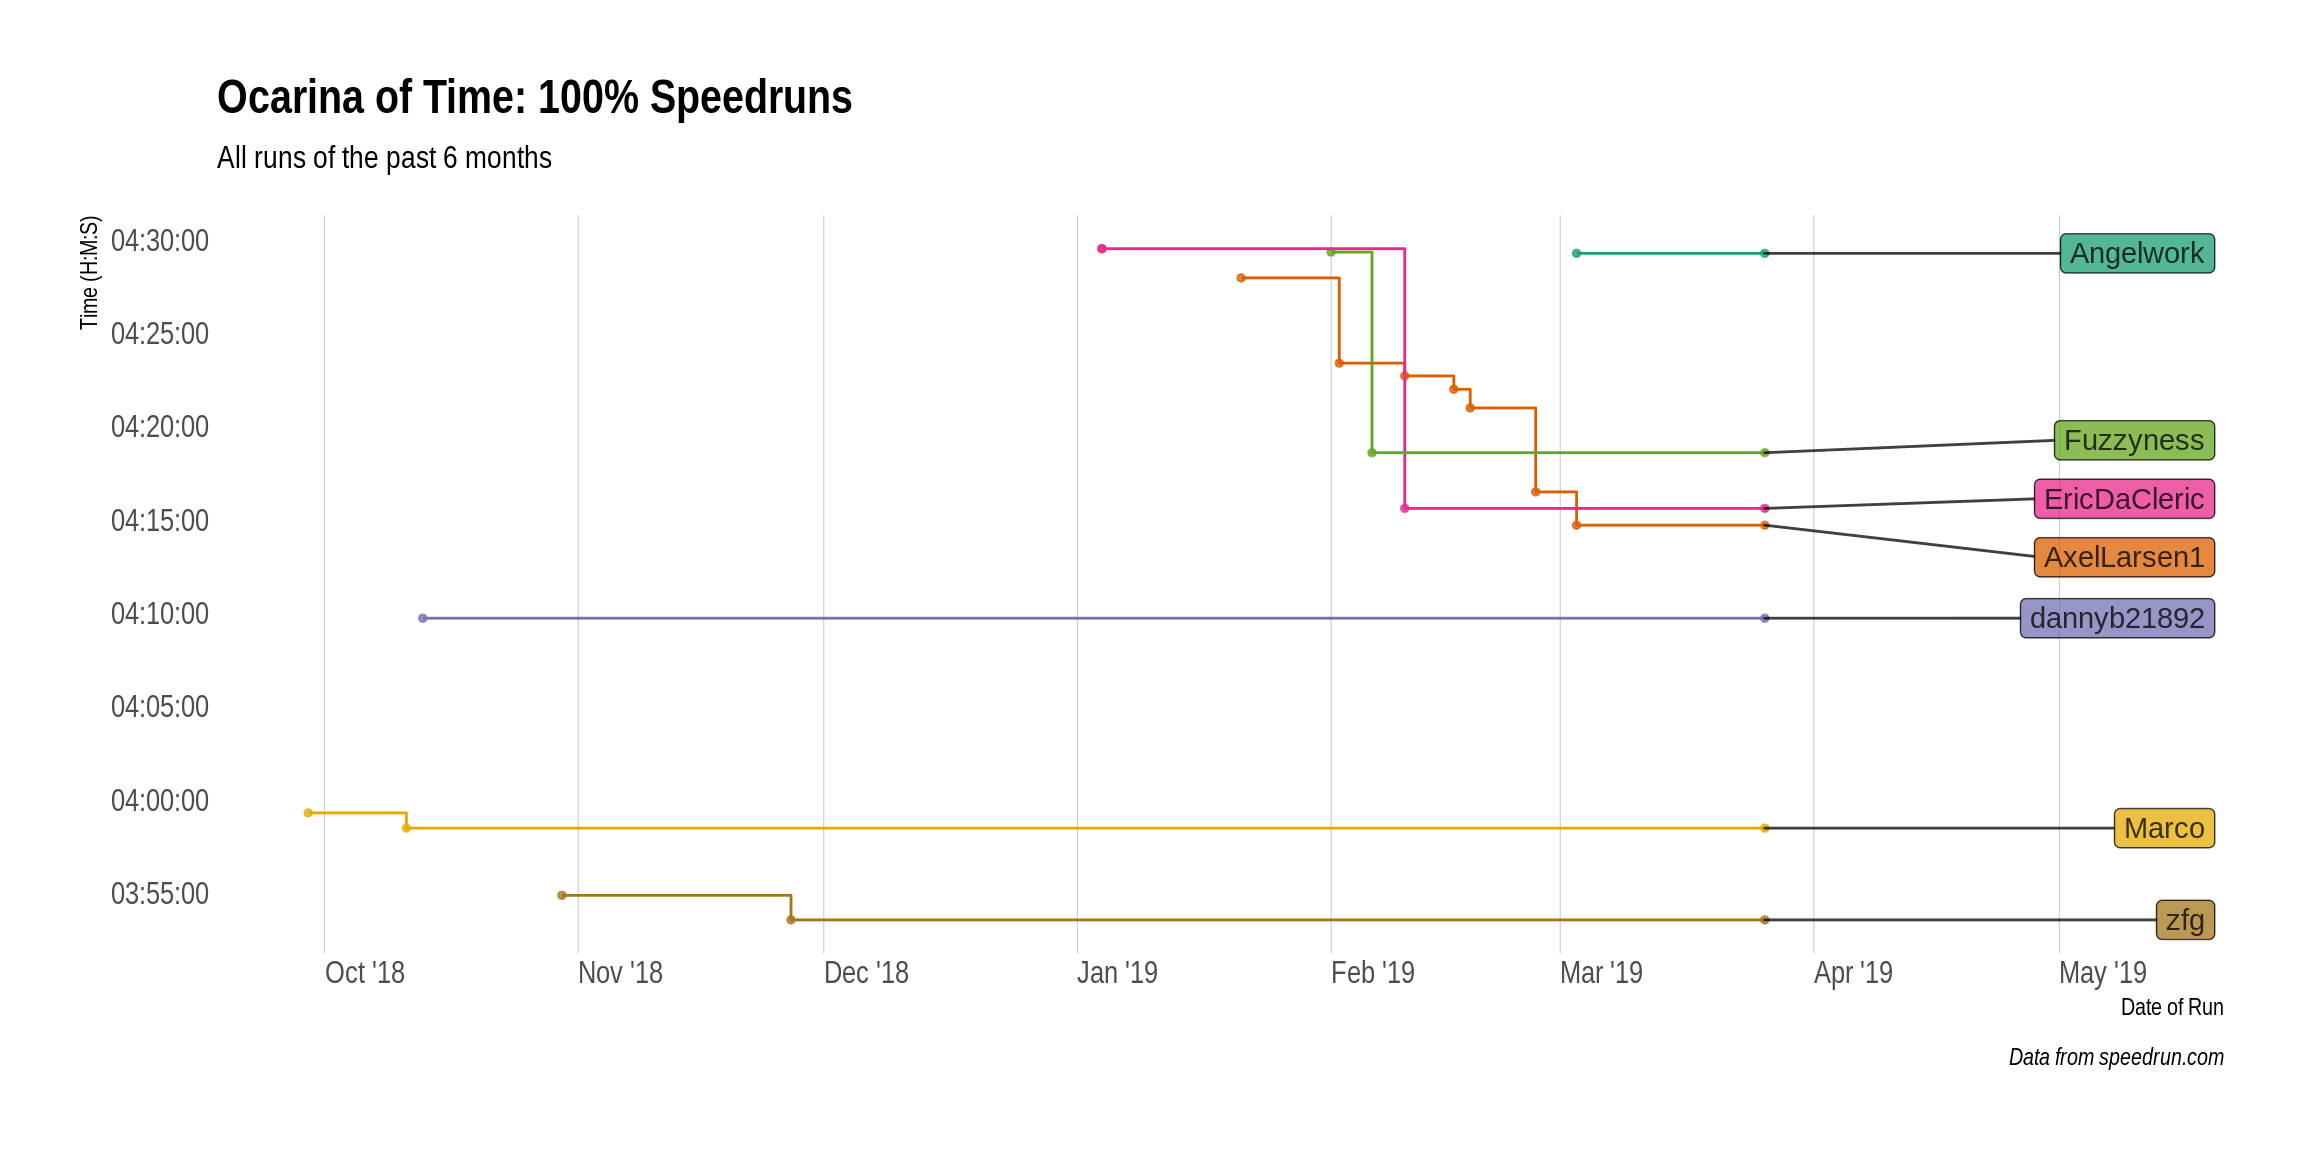 Ocarina of Time: 100% Speedruns
All runs of the past 6 months
Time (H:M:S)
04:30:00
04:25:00
04:20:00
04:15:00
04:10:00
04:05:00
04:00:00
03:55:00
Angelwork
Fuzzyness
EricDaCleric
AxelLarsen1
dannyb21892
Marco
zfg
Oct '18
Nov '18
Dec '18
Jan '19
Feb '19
Mar '19
Apr '19
May '19
Date of Run
Data from speedrun.com